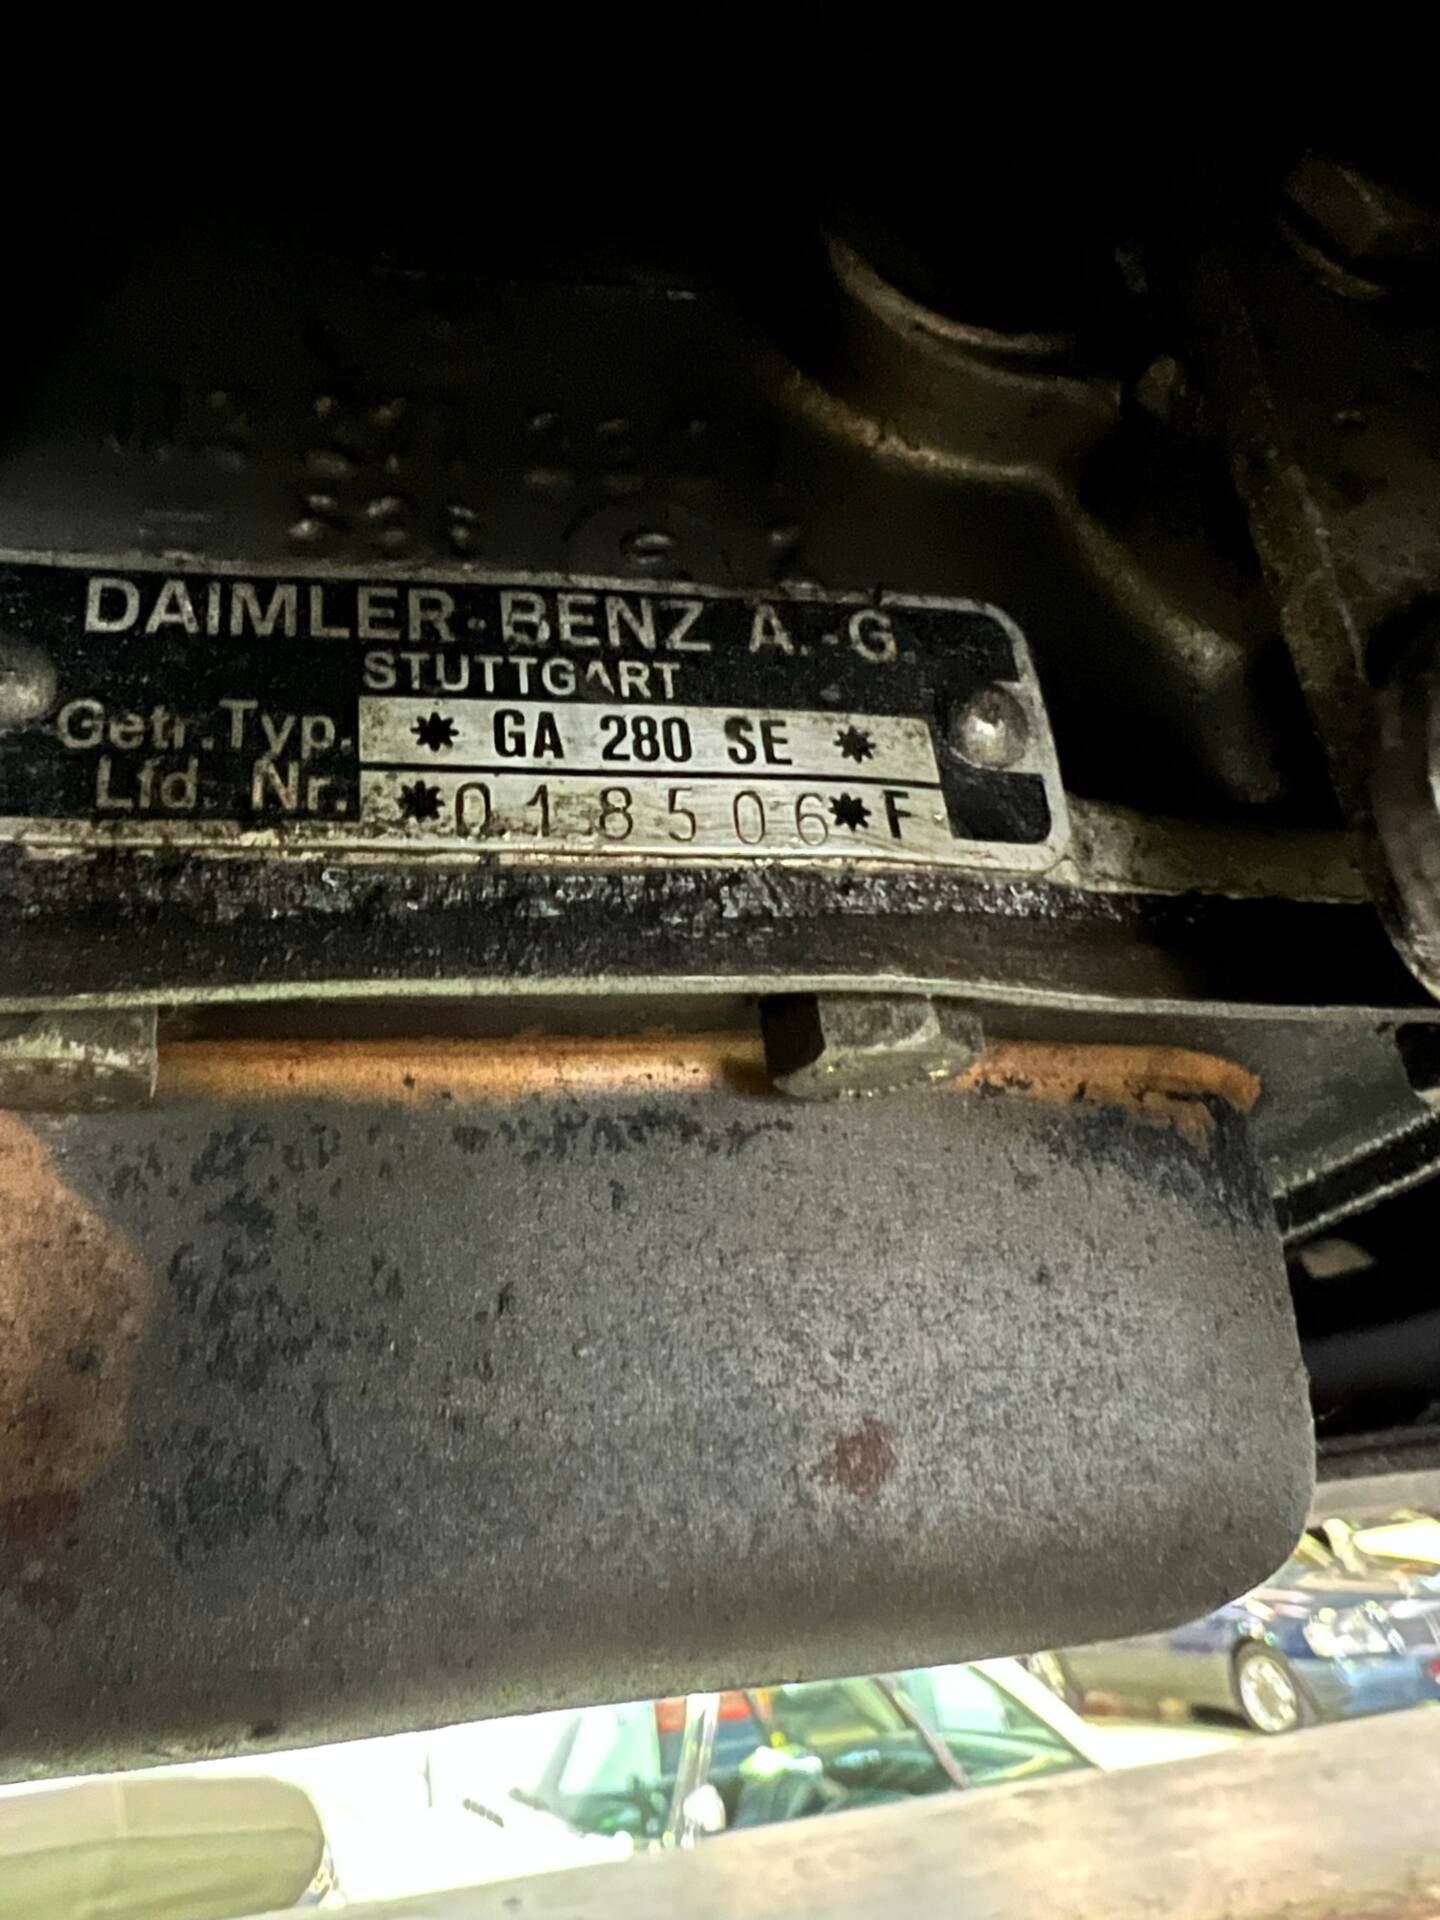 DAIMLER-BENZ A.-G.
STUTTGART
Getr.Typ. * GA 280 SE *
Lfd. Nr. *018506* F